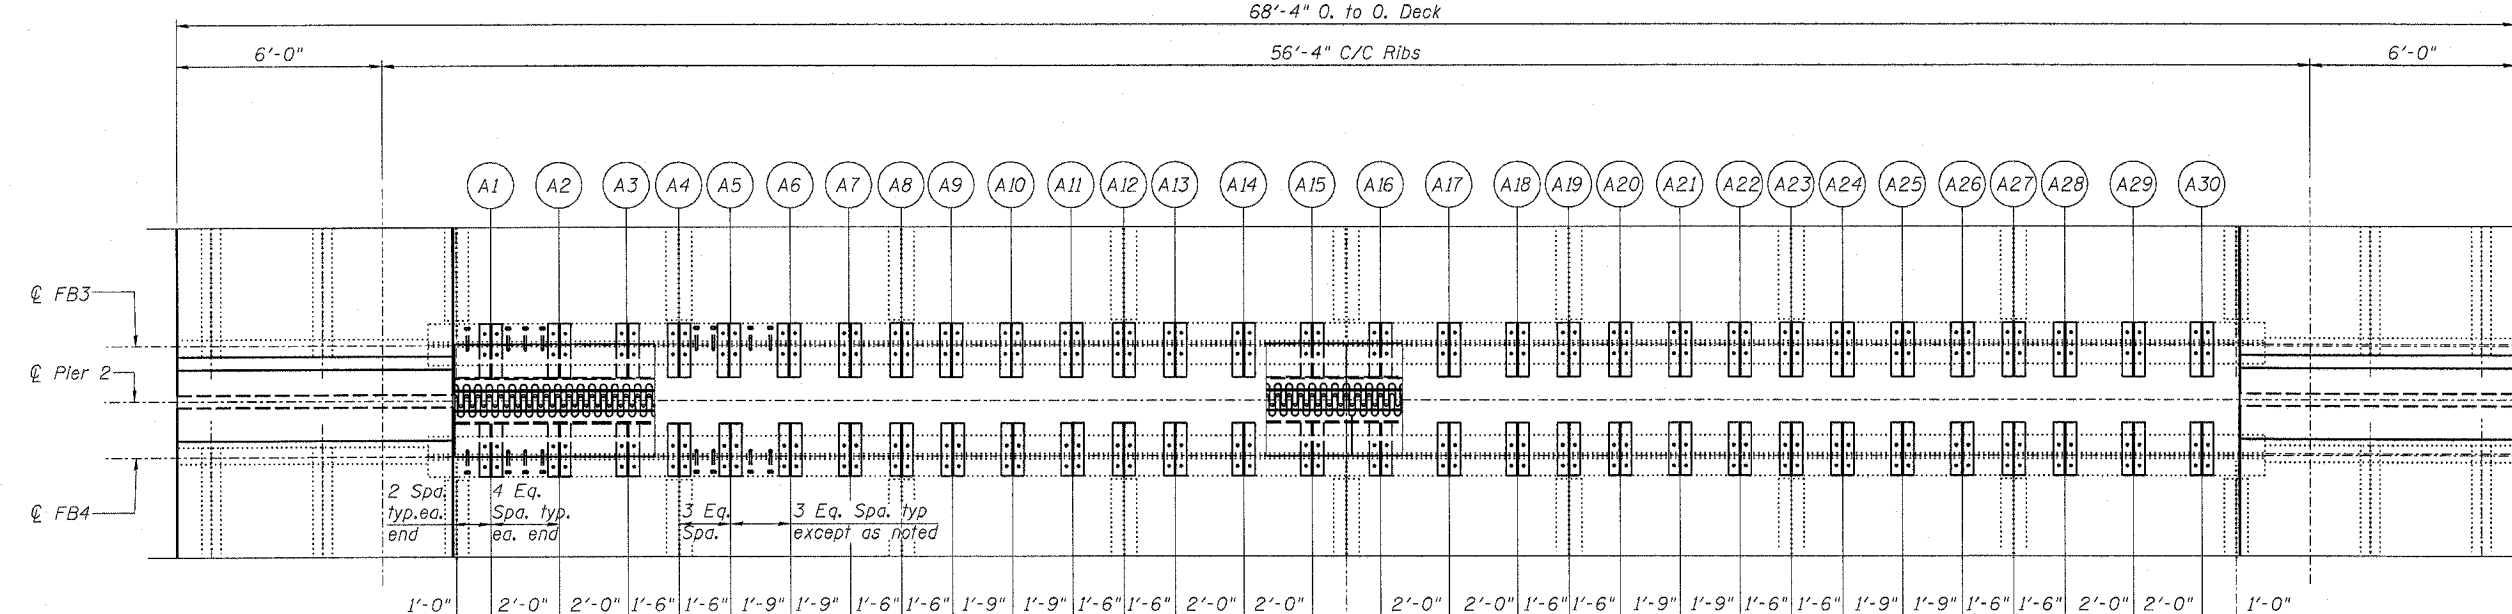 68'-4" O. to O. Deck
6'-0" 56'-4" C/C Ribs 6'-0"
A1 A2 A3 A4 A5 A6 A7 A8 A9 A10 A11 A12 A13 A14 A15 A16 A17 A18 A19 A20 A21 A22 A23 A24 A25 A26 A27 A28 A29 A30
℄ FB3
℄ Pier 2
℄ FB4
2 Spa.
typ.ea.
end
4 Eq.
Spa. typ.
ea. end
3 Eq.
Spa.
3 Eq. Spa. typ
except as noted
1'-0" 2'-0" 2'-0" 1'-6" 1'-6" 1'-9" 1'-9" 1'-6" 1'-6" 1'-9" 1'-9" 1'-6" 1'-6" 2'-0" 2'-0" 2'-0" 2'-0" 1'-6" 1'-6" 1'-9" 1'-9" 1'-6" 1'-6" 1'-9" 1'-9" 1'-6" 1'-6" 2'-0" 2'-0" 1'-0"